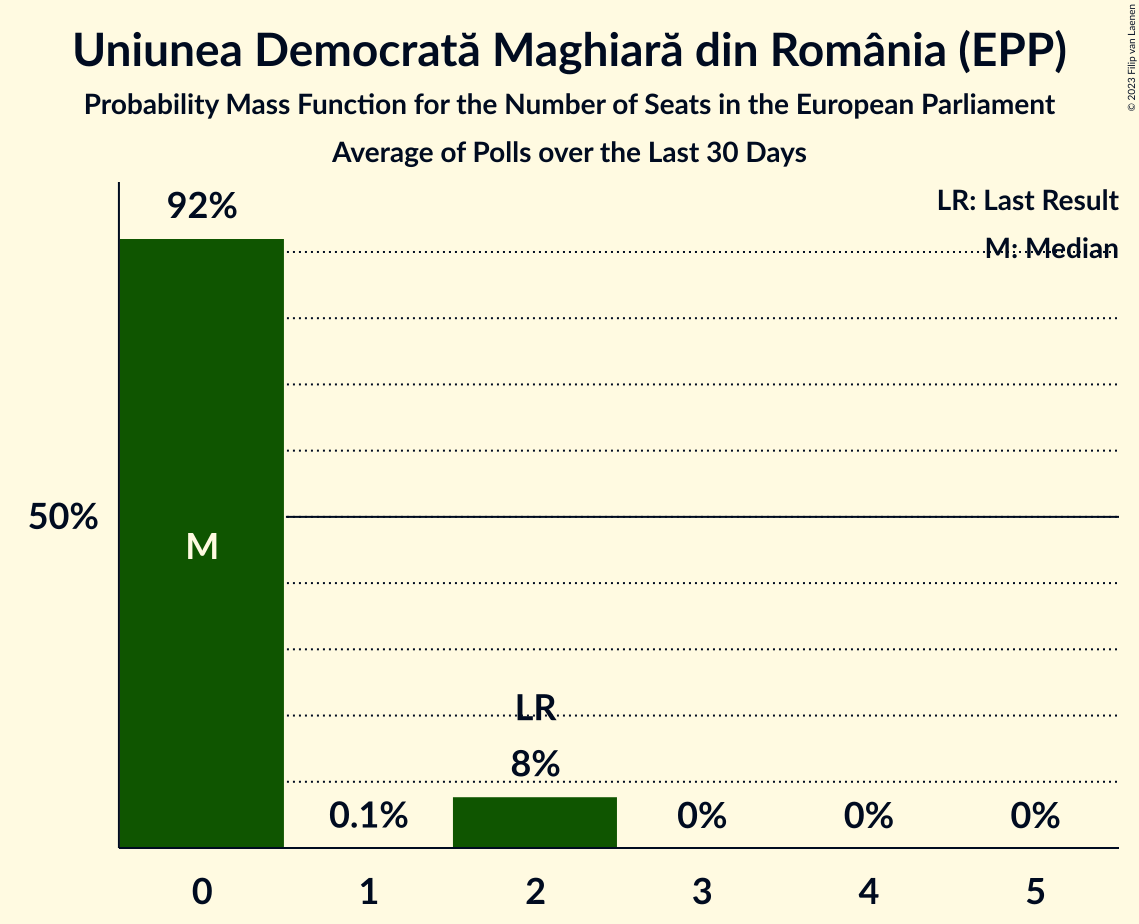 Uniunea Democrată Maghiară din România (EPP)
Probability Mass Function for the Number of Seats in the European Parliament
Average of Polls over the Last 30 Days
© 2023 Filip van Laenen
LR: Last Result
M: Median
92%
50%
M
LR
8%
0.1%
0%
0%
0%
0 1 2 3 4 5